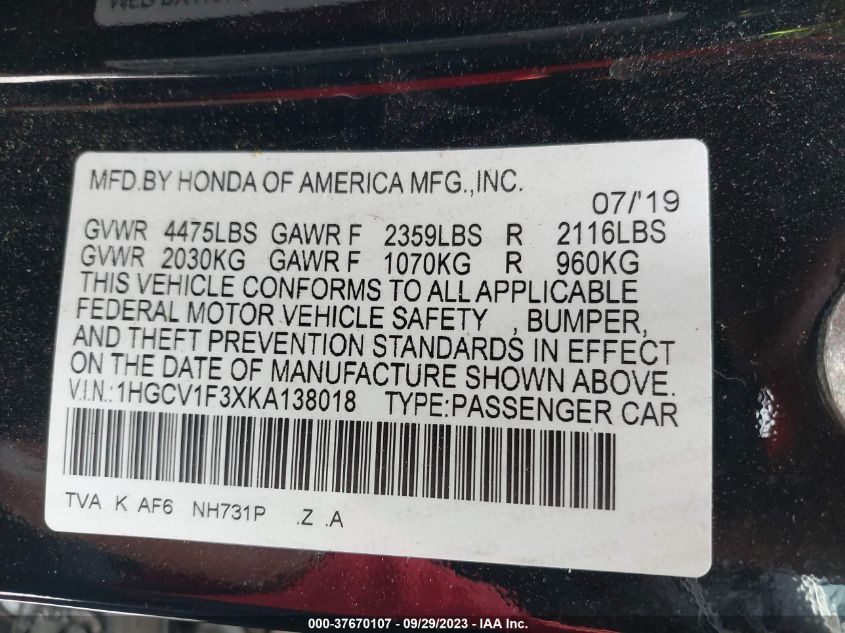 MFD.BY HONDA OF AMERICA MFG.,INC.
07/'19
GVWR 4475LBS GAWR F 2359LBS R 2116LBS
GVWR 2030KG GAWR F 1070KG R 960KG
THIS VEHICLE CONFORMS TO ALL APPLICABLE
FEDERAL MOTOR VEHICLE SAFETY , BUMPER,
AND THEFT PREVENTION STANDARDS IN EFFECT
ON THE DATE OF MANUFACTURE SHOWN ABOVE.
V.I.N.:1HGCV1F3XKA138018 TYPE:PASSENGER CAR
TVA K AF6 NH731P .Z .A
000-37670107 - 09/29/2023 - IAA Inc.